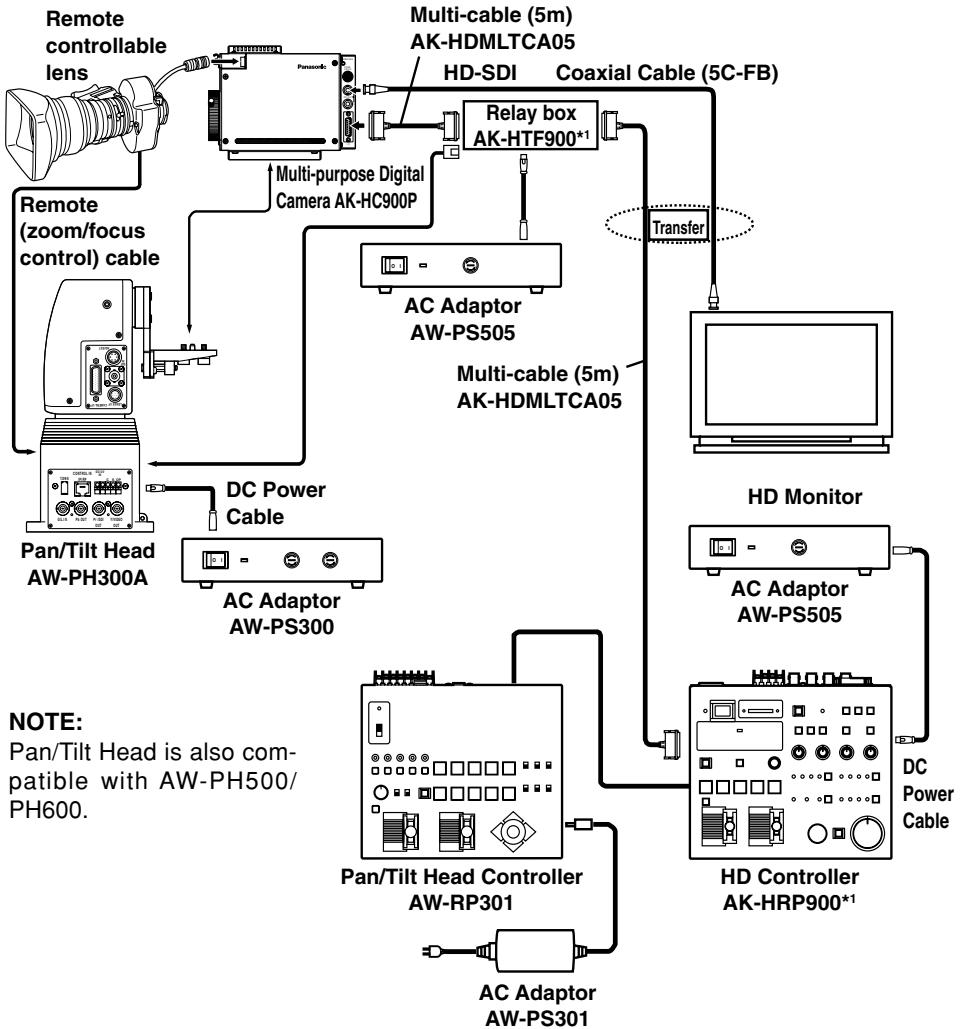 Remote
controllable
lens
Multi-cable (5m)
AK-HDMLTCA05
HD-SDI
Coaxial Cable (5C-FB)
Panasonic
Relay box
AK-HTF900*1
Multi-purpose Digital
Camera AK-HC900P
Remote
(zoom/focus
control) cable
Transfer
AC Adaptor
AW-PS505
Multi-cable (5m)
AK-HDMLTCA05
CONTROL IN
DC Power
Cable
HD Monitor
Pan/Tilt Head
AW-PH300A
AC Adaptor
AW-PS300
AC Adaptor
AW-PS505
NOTE:
Pan/Tilt Head is also com-
patible with AW-PH500/
PH600.
DC
Power
Cable
Pan/Tilt Head Controller
AW-RP301
HD Controller
AK-HRP900*1
AC Adaptor
AW-PS301